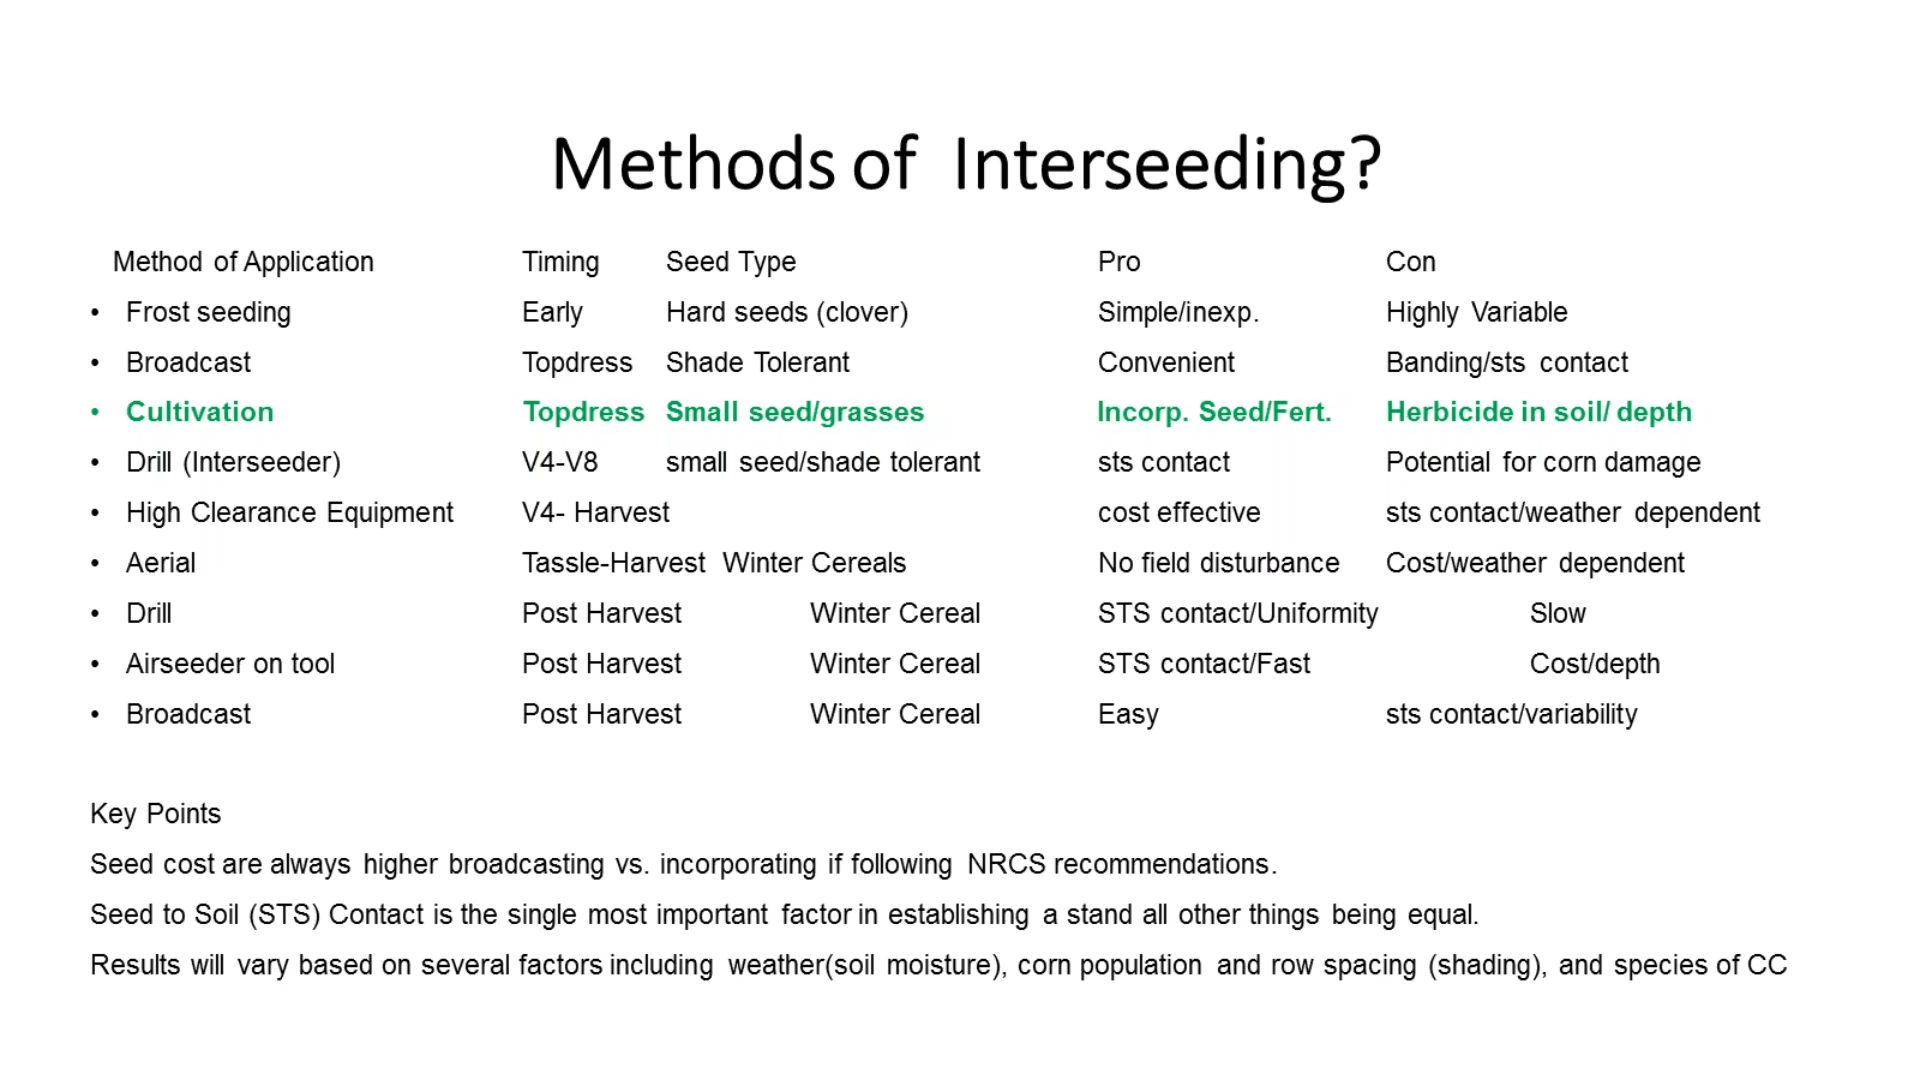 Methods of Interseeding?
Method of Application Timing Seed Type Pro Con
• Frost seeding Early Hard seeds (clover) Simple/inexp. Highly Variable
• Broadcast Topdress Shade Tolerant Convenient Banding/sts contact
• Cultivation Topdress Small seed/grasses Incorp. Seed/Fert. Herbicide in soil/ depth
• Drill (Interseeder) V4-V8 small seed/shade tolerant sts contact Potential for corn damage
• High Clearance Equipment V4- Harvest cost effective sts contact/weather dependent
• Aerial Tassle-Harvest Winter Cereals No field disturbance Cost/weather dependent
• Drill Post Harvest Winter Cereal STS contact/Uniformity Slow
• Airseeder on tool Post Harvest Winter Cereal STS contact/Fast Cost/depth
• Broadcast Post Harvest Winter Cereal Easy sts contact/variability
Key Points
Seed cost are always higher broadcasting vs. incorporating if following NRCS recommendations.
Seed to Soil (STS) Contact is the single most important factor in establishing a stand all other things being equal.
Results will vary based on several factors including weather(soil moisture), corn population and row spacing (shading), and species of CC